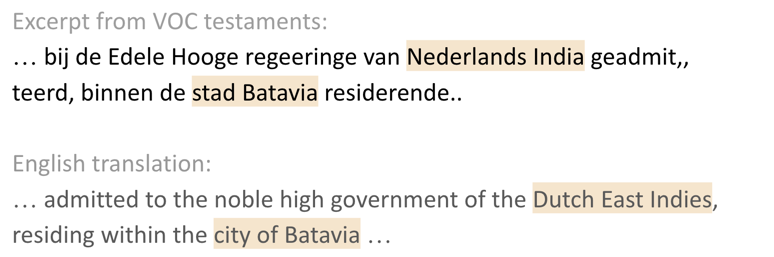 Excerpt from VOC testaments:
… bij de Edele Hooge regeeringe van Nederlands India geadmit,,
teerd, binnen de stad Batavia residerende..
English translation:
… admitted to the noble high government of the Dutch East Indies,
residing within the city of Batavia …